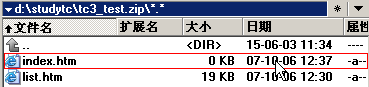 d:\studytc\tc3_test.zip\*.*
文件名 扩展名 大小 日期 属性
.. <DIR> 15-06-03 11:34 ----
index.htm 0 KB 07-10-06 12:37 -a--
list.htm 19 KB 07-10-06 12:30 -a--